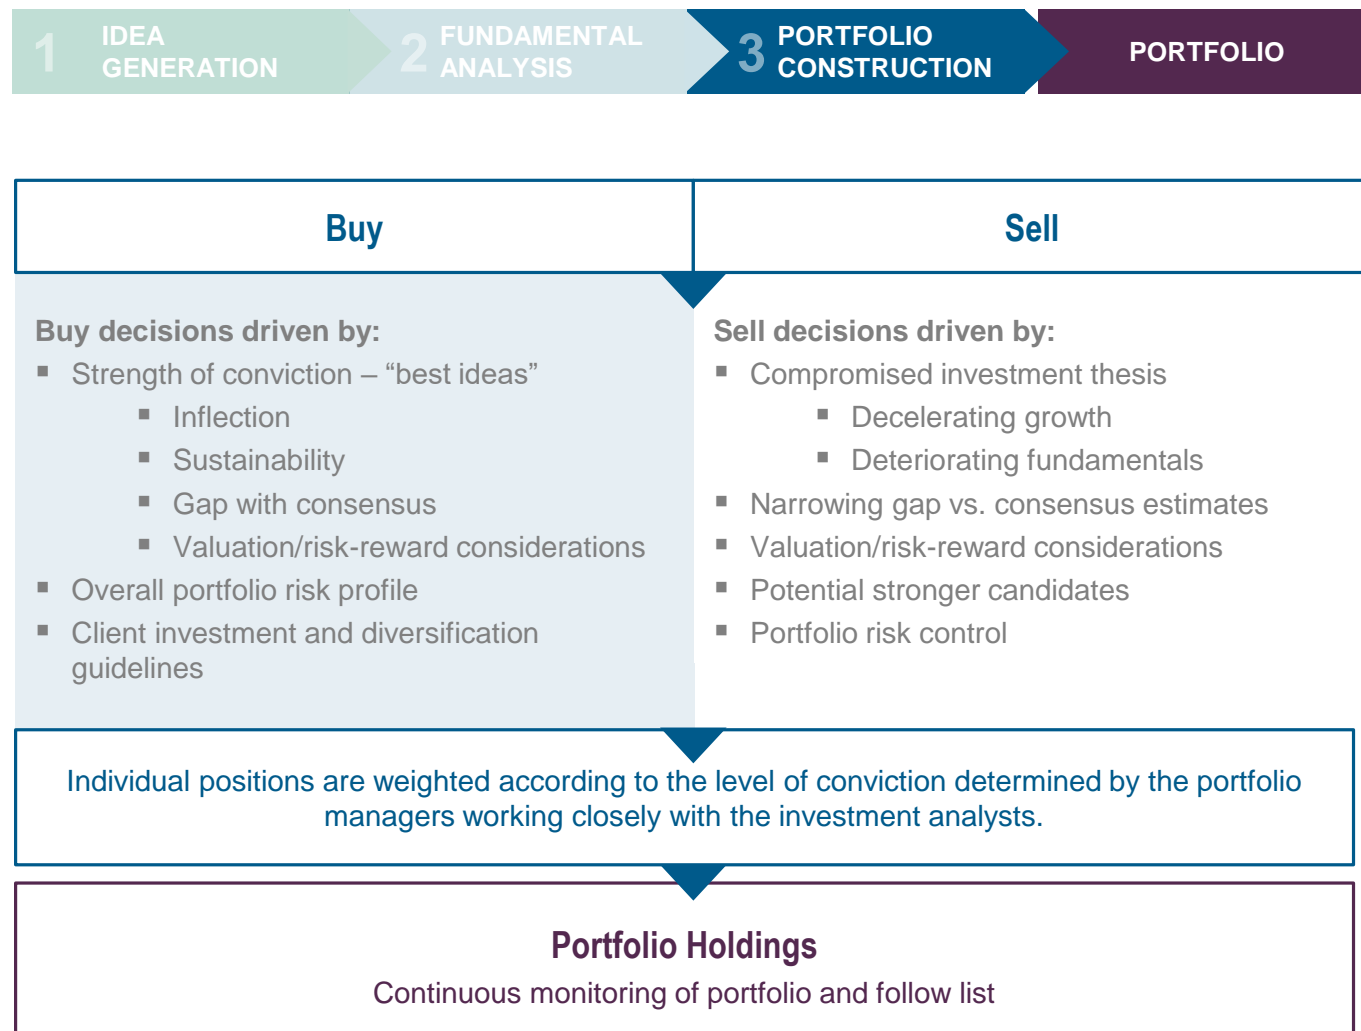 1
IDEA
GENERATION
2
FUNDAMENTAL
ANALYSIS
3
PORTFOLIO
CONSTRUCTION
PORTFOLIO
Buy
Sell
Buy decisions driven by:
▪ Strength of conviction – “best ideas”
▪ Inflection
▪ Sustainability
▪ Gap with consensus
▪ Valuation/risk-reward considerations
▪ Overall portfolio risk profile
▪ Client investment and diversification
guidelines
Sell decisions driven by:
▪ Compromised investment thesis
▪ Decelerating growth
▪ Deteriorating fundamentals
▪ Narrowing gap vs. consensus estimates
▪ Valuation/risk-reward considerations
▪ Potential stronger candidates
▪ Portfolio risk control
Individual positions are weighted according to the level of conviction determined by the portfolio
managers working closely with the investment analysts.
Portfolio Holdings
Continuous monitoring of portfolio and follow list